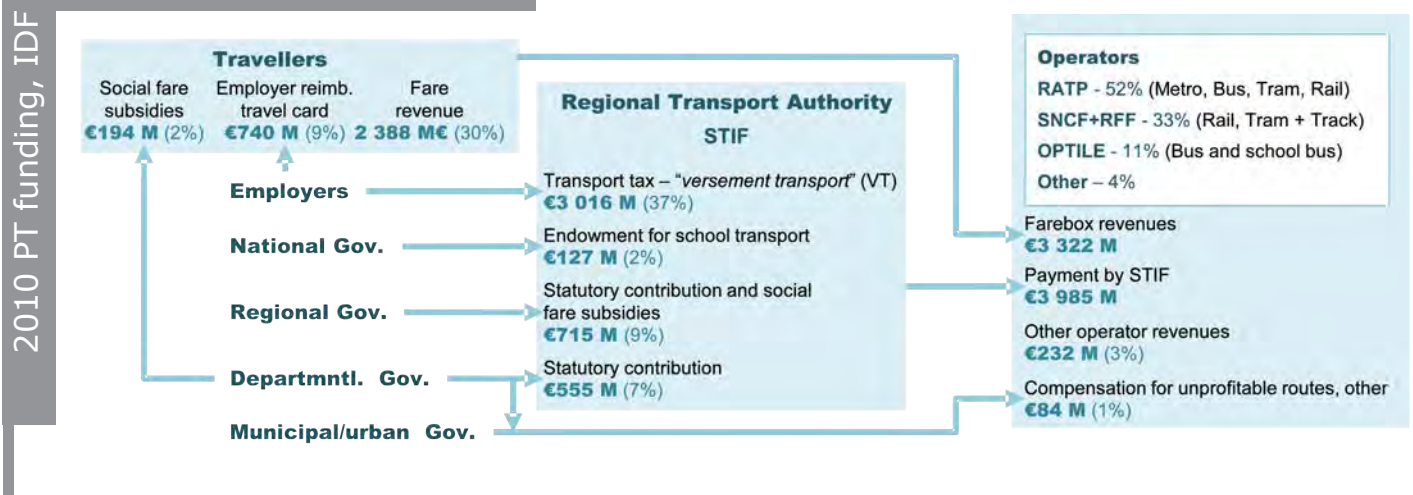 2010 PT funding, IDF
Travellers
Social fare
subsidies
€194 M (2%)
Employer reimb.
travel card
€740 M (9%)
Fare
revenue
2 388 M€ (30%)
Employers
National Gov.
Regional Gov.
Departmntl. Gov.
Municipal/urban Gov.
Regional Transport Authority
STIF
Transport tax – “versement transport” (VT)
€3 016 M (37%)
Endowment for school transport
€127 M (2%)
Statutory contribution and social
fare subsidies
€715 M (9%)
Statutory contribution
€555 M (7%)
Operators
RATP - 52% (Metro, Bus, Tram, Rail)
SNCF+RFF - 33% (Rail, Tram + Track)
OPTILE - 11% (Bus and school bus)
Other – 4%
Farebox revenues
€3 322 M
Payment by STIF
€3 985 M
Other operator revenues
€232 M (3%)
Compensation for unprofitable routes, other
€84 M (1%)